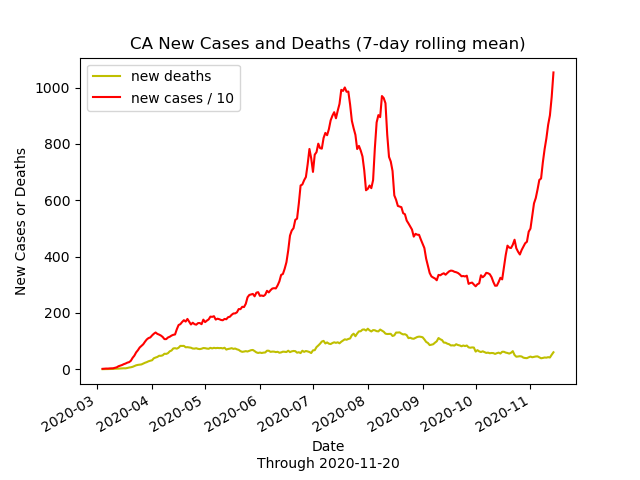 CA New Cases and Deaths (7-day rolling mean)
new deaths
new cases / 10
1000
800
600
400
200
0
New Cases or Deaths
2020-03
2020-04
2020-05
2020-06
2020-07
2020-08
2020-09
2020-10
2020-11
Date
Through 2020-11-20